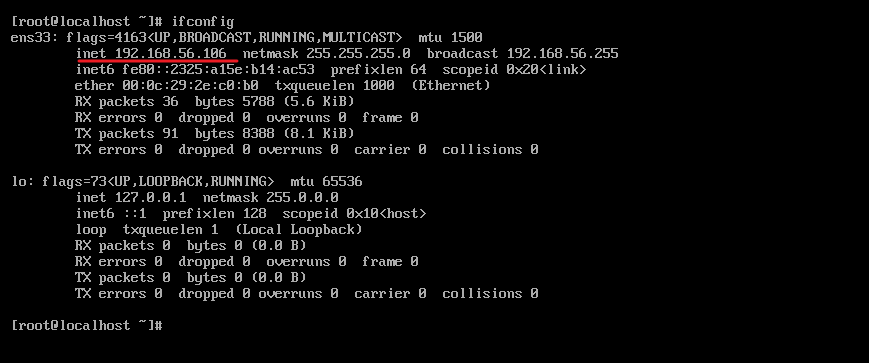 [root@localhost ~]# ifconfig
ens33: flags=4163<UP,BROADCAST,RUNNING,MULTICAST>  mtu 1500
        inet 192.168.56.106  netmask 255.255.255.0  broadcast 192.168.56.255
        inet6 fe80::2325:a15e:b14:ac53  prefixlen 64  scopeid 0x20<link>
        ether 00:0c:29:2e:c0:b0  txqueuelen 1000  (Ethernet)
        RX packets 36  bytes 5788 (5.6 KiB)
        RX errors 0  dropped 0  overruns 0  frame 0
        TX packets 91  bytes 8388 (8.1 KiB)
        TX errors 0  dropped 0 overruns 0  carrier 0  collisions 0

lo: flags=73<UP,LOOPBACK,RUNNING>  mtu 65536
        inet 127.0.0.1  netmask 255.0.0.0
        inet6 ::1  prefixlen 128  scopeid 0x10<host>
        loop  txqueuelen 1  (Local Loopback)
        RX packets 0  bytes 0 (0.0 B)
        RX errors 0  dropped 0  overruns 0  frame 0
        TX packets 0  bytes 0 (0.0 B)
        TX errors 0  dropped 0 overruns 0  carrier 0  collisions 0

[root@localhost ~]#